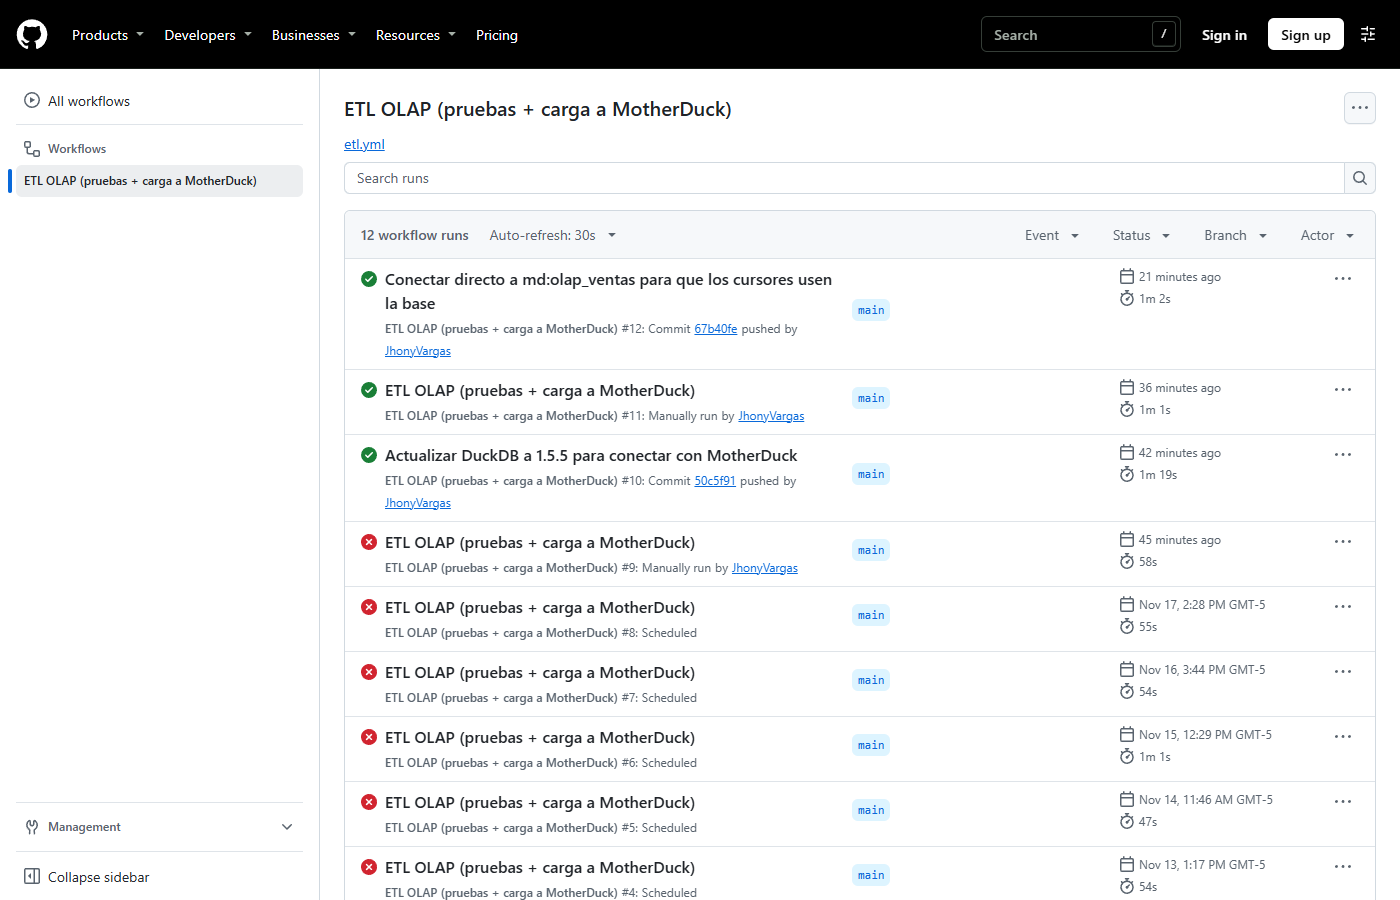 Products
Developers
Businesses
Resources
Pricing
Search /
Sign in
Sign up
All workflows
Workflows
ETL OLAP (pruebas + carga a MotherDuck)
Management
Collapse sidebar
ETL OLAP (pruebas + carga a MotherDuck)
etl.yml
Search runs
12 workflow runs
Auto-refresh: 30s
Event
Status
Branch
Actor
Conectar directo a md:olap_ventas para que los cursores usen
la base
ETL OLAP (pruebas + carga a MotherDuck) #12: Commit 67b40fe pushed by
JhonyVargas
main
21 minutes ago
1m 2s
ETL OLAP (pruebas + carga a MotherDuck)
ETL OLAP (pruebas + carga a MotherDuck) #11: Manually run by JhonyVargas
main
36 minutes ago
1m 1s
Actualizar DuckDB a 1.5.5 para conectar con MotherDuck
ETL OLAP (pruebas + carga a MotherDuck) #10: Commit 50c5f91 pushed by
JhonyVargas
main
42 minutes ago
1m 19s
ETL OLAP (pruebas + carga a MotherDuck)
ETL OLAP (pruebas + carga a MotherDuck) #9: Manually run by JhonyVargas
main
45 minutes ago
58s
ETL OLAP (pruebas + carga a MotherDuck)
ETL OLAP (pruebas + carga a MotherDuck) #8: Scheduled
main
Nov 17, 2:28 PM GMT-5
55s
ETL OLAP (pruebas + carga a MotherDuck)
ETL OLAP (pruebas + carga a MotherDuck) #7: Scheduled
main
Nov 16, 3:44 PM GMT-5
54s
ETL OLAP (pruebas + carga a MotherDuck)
ETL OLAP (pruebas + carga a MotherDuck) #6: Scheduled
main
Nov 15, 12:29 PM GMT-5
1m 1s
ETL OLAP (pruebas + carga a MotherDuck)
ETL OLAP (pruebas + carga a MotherDuck) #5: Scheduled
main
Nov 14, 11:46 AM GMT-5
47s
ETL OLAP (pruebas + carga a MotherDuck)
ETL OLAP (pruebas + carga a MotherDuck) #4: Scheduled
main
Nov 13, 1:17 PM GMT-5
54s